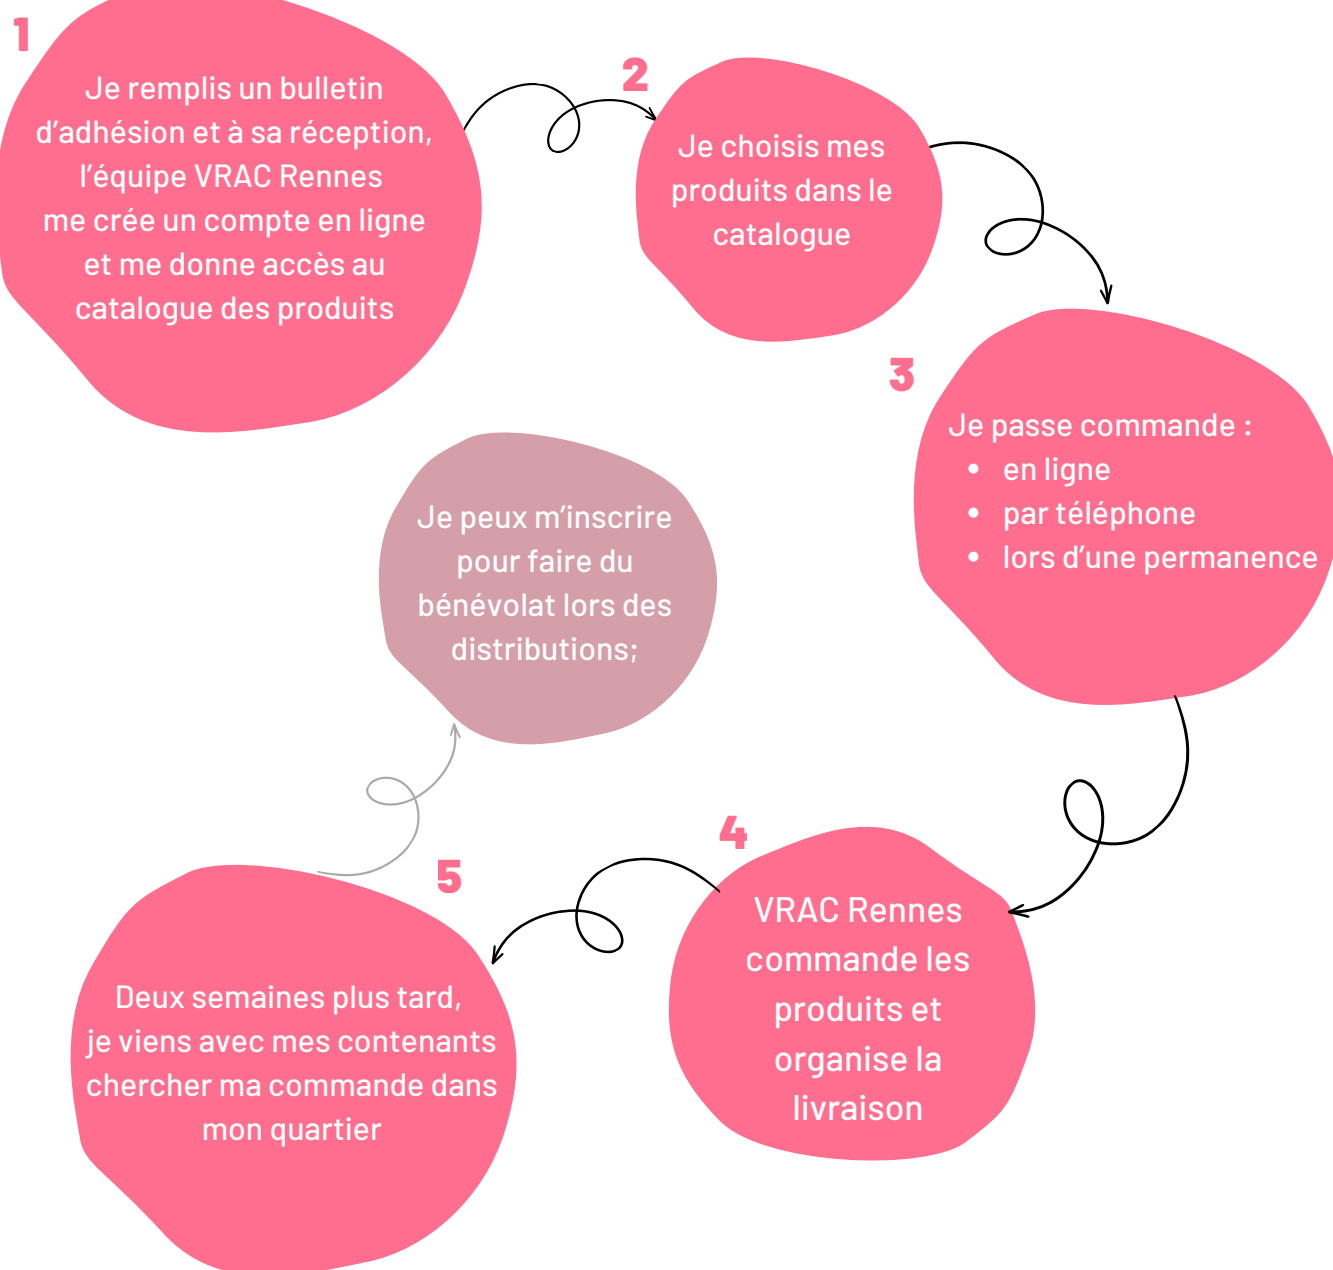 1
Je remplis un bulletin
d'adhésion et à sa réception,
l'équipe VRAC Rennes
me crée un compte en ligne
et me donne accès au
catalogue des produits
2
Je choisis mes
produits dans le
catalogue
3
Je passe commande :
• en ligne
• par téléphone
• lors d'une permanence
4
VRAC Rennes
commande les
produits et
organise la
livraison
5
Deux semaines plus tard,
je viens avec mes contenants
chercher ma commande dans
mon quartier
Je peux m'inscrire
pour faire du
bénévolat lors des
distributions;